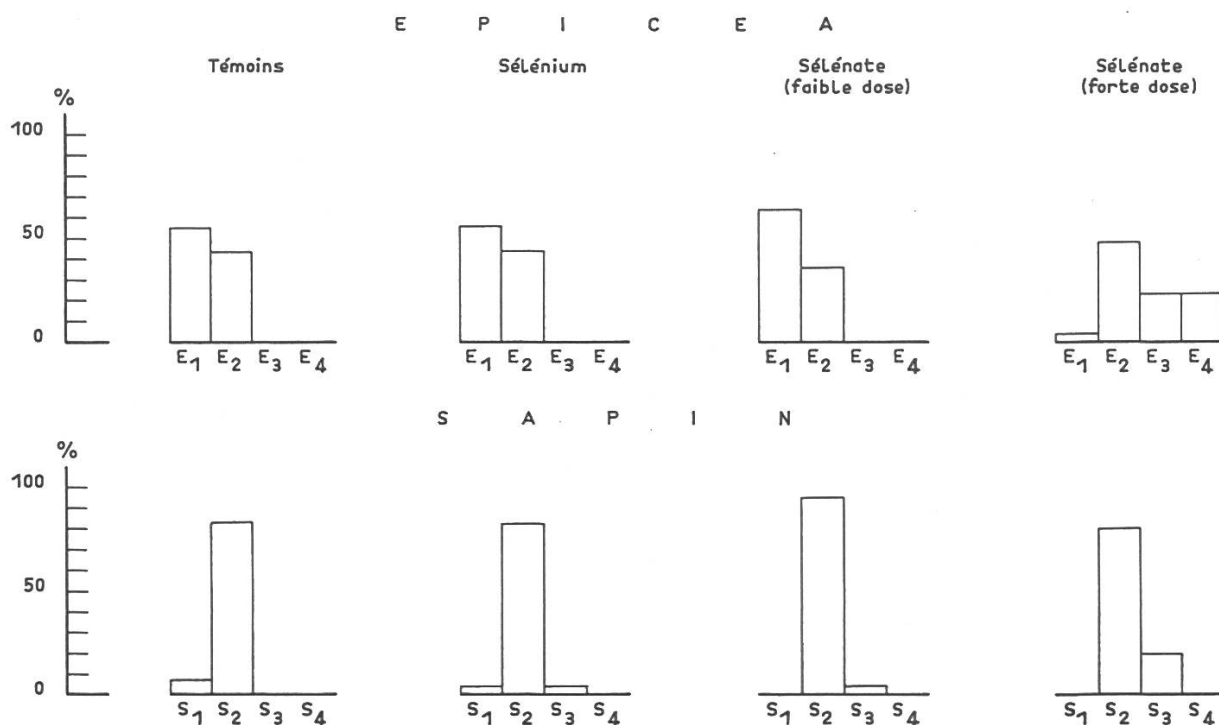 E P I C E A
Témoins Sélénium Sélénate Sélénate
(faible dose) (forte dose)
%
100
50
0
E1 E2 E3 E4 E1 E2 E3 E4 E1 E2 E3 E4 E1 E2 E3 E4
S A P I N
%
100
50
0
S1 S2 S3 S4 S1 S2 S3 S4 S1 S2 S3 S4 S1 S2 S3 S4